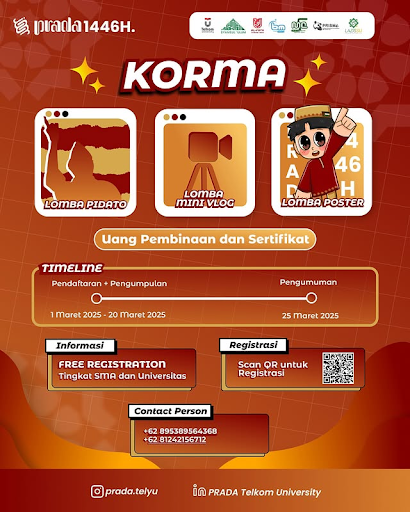 prada 1446H.
KORMA
LOMBA PIDATO
LOMBA
MINI VLOG
LOMBA POSTER
Uang Pembinaan dan Sertifikat
TIMELINE
Pendaftaran + Pengumpulan
Pengumuman
1 Maret 2025 - 20 Maret 2025
25 Maret 2025
Informasi
FREE REGISTRATION
Tingkat SMA dan Universitas
Registrasi
Scan QR untuk
Registrasi
Contact Person
+62 895389564368
+62 81242156712
prada.telyu
in PRADA Telkom University